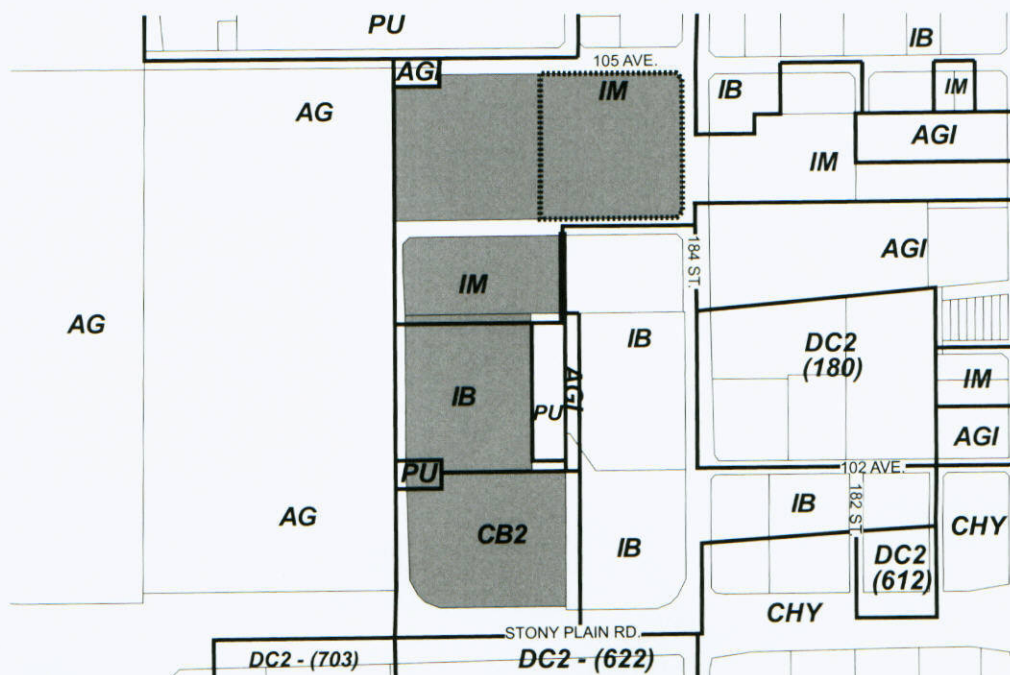 PU
IB
105 AVE.
AGI
IM
IB
IM
AG
AGI
IM
184 ST.
AGI
IM
AG
IB
DC2
(180)
IM
AGI
IB
PU
AGI
PU
102 AVE.
IB
182 ST.
AG
CB2
IB
CHY
DC2
(612)
CHY
STONY PLAIN RD.
DC2 - (703)
DC2 - (622)